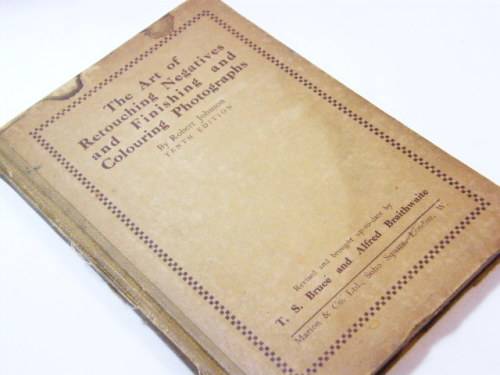 The Art of
Retouching Negatives
and Finishing and
Colouring Photographs
By Robert Johnson
TENTH EDITION
Revised and brought up-to-date by
T. S. Bruce and Alfred Braithwaite
Marion & Co. Ltd., Soho Square London, W